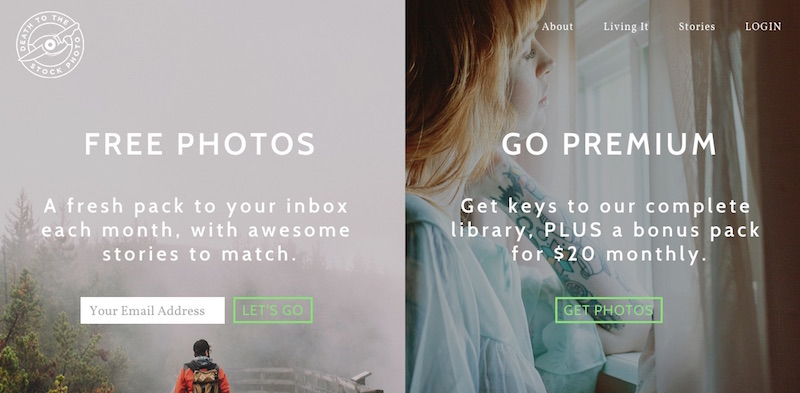 DEATH TO THE
STOCK PHOTO
About
Living It
Stories
LOGIN
FREE PHOTOS
A fresh pack to your inbox
each month, with awesome
stories to match.
Your Email Address
LET'S GO
GO PREMIUM
Get keys to our complete
library, PLUS a bonus pack
for $20 monthly.
GET PHOTOS